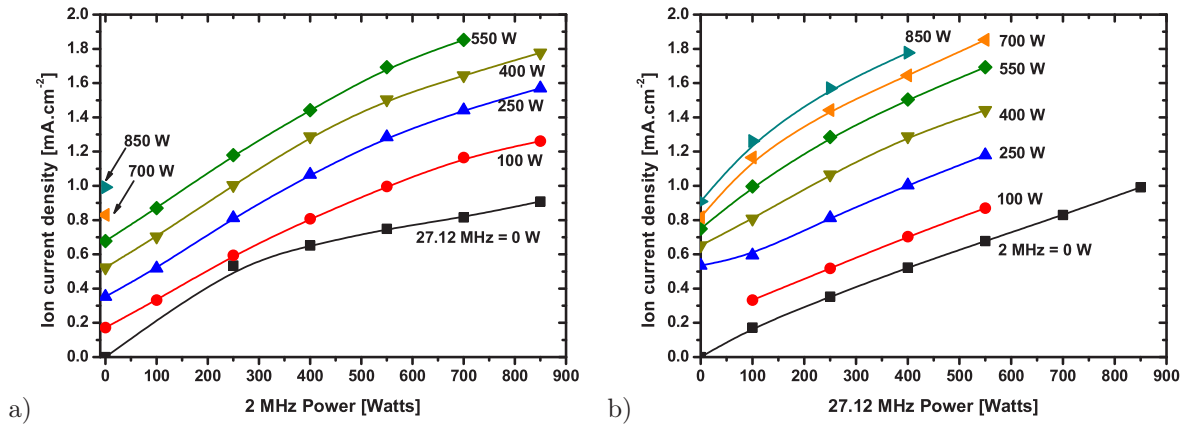 2.0
1.8
1.6
1.4
1.2
1.0
0.8
0.6
0.4
0.2
0.0
Ion current density [mA.cm-2]
550 W
400 W
250 W
100 W
850 W
700 W
27.12 MHz = 0 W
0 100 200 300 400 500 600 700 800 900
2 MHz Power [Watts]
a)
2.0
1.8
1.6
1.4
1.2
1.0
0.8
0.6
0.4
0.2
0.0
Ion current density [mA.cm-2]
850 W
700 W
550 W
400 W
250 W
100 W
2 MHz = 0 W
0 100 200 300 400 500 600 700 800 900
27.12 MHz Power [Watts]
b)